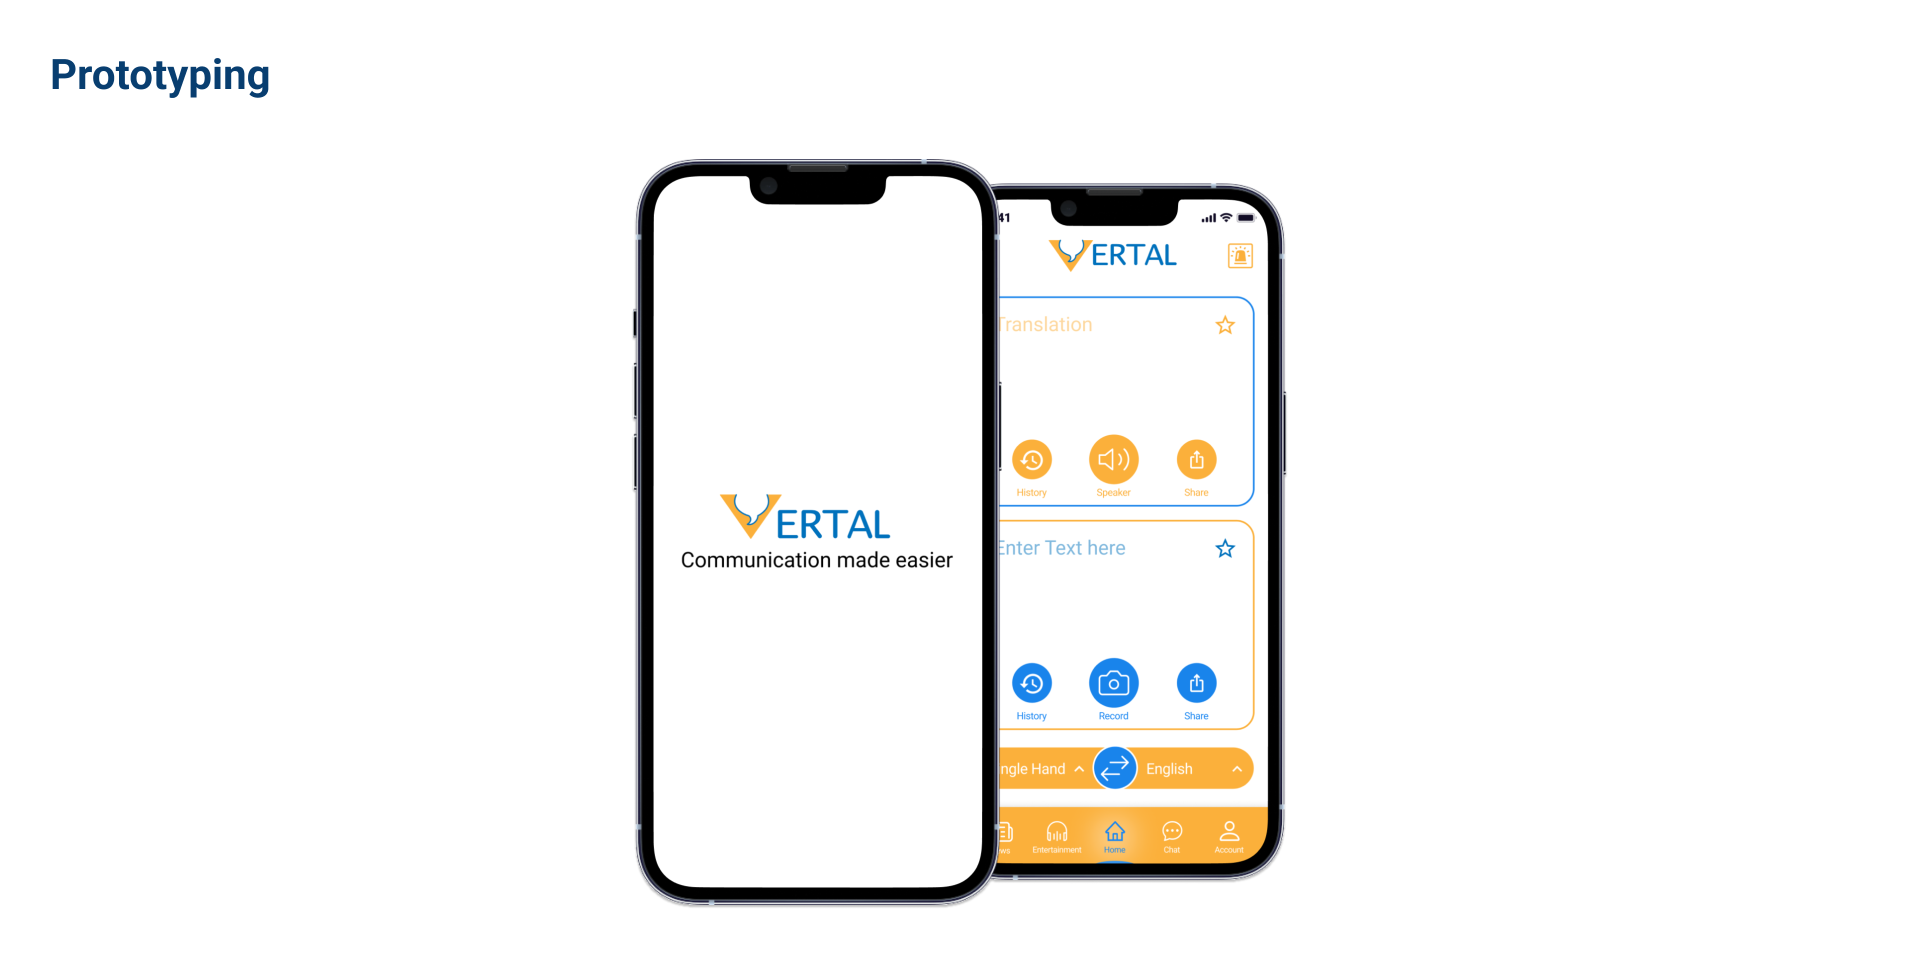 Prototyping
VERTAL
Communication made easier
41
VERTAL
Translation
History
Speaker
Share
Enter Text here
History
Record
Share
ngle Hand
English
ws
Entertainment
Home
Chat
Account